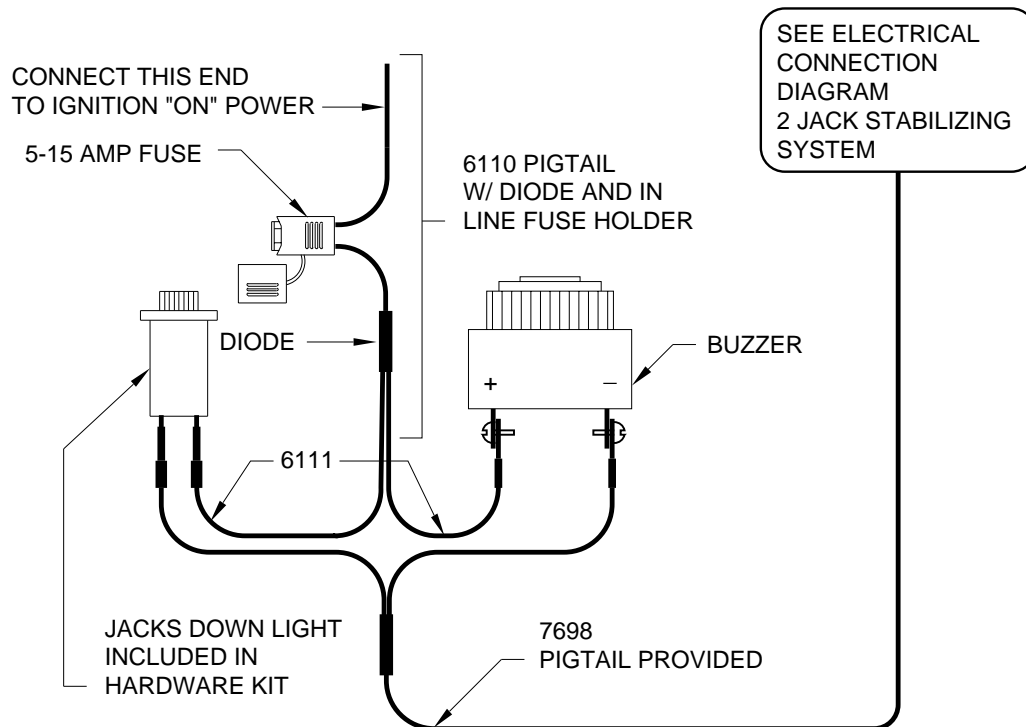 SEE ELECTRICAL
CONNECTION
DIAGRAM
2 JACK STABILIZING
SYSTEM
CONNECT THIS END
TO IGNITION "ON" POWER
5-15 AMP FUSE
6110 PIGTAIL
W/ DIODE AND IN
LINE FUSE HOLDER
DIODE
BUZZER
+ –
6111
JACKS DOWN LIGHT
INCLUDED IN
HARDWARE KIT
7698
PIGTAIL PROVIDED